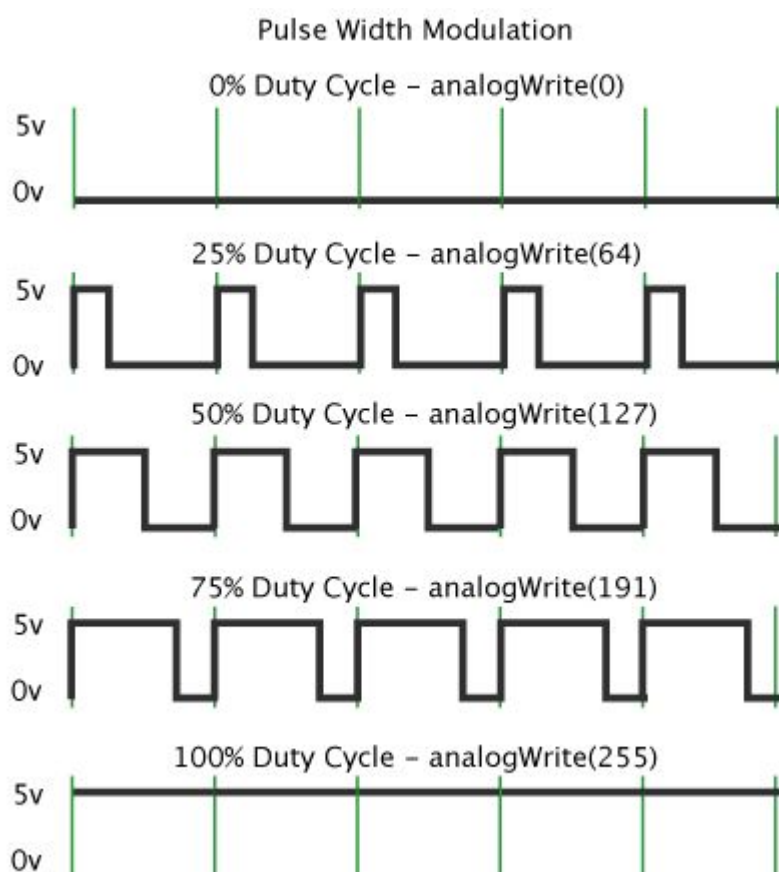 Pulse Width Modulation
0% Duty Cycle – analogWrite(0)
5v
0v
25% Duty Cycle – analogWrite(64)
5v
0v
50% Duty Cycle – analogWrite(127)
5v
0v
75% Duty Cycle – analogWrite(191)
5v
0v
100% Duty Cycle – analogWrite(255)
5v
0v